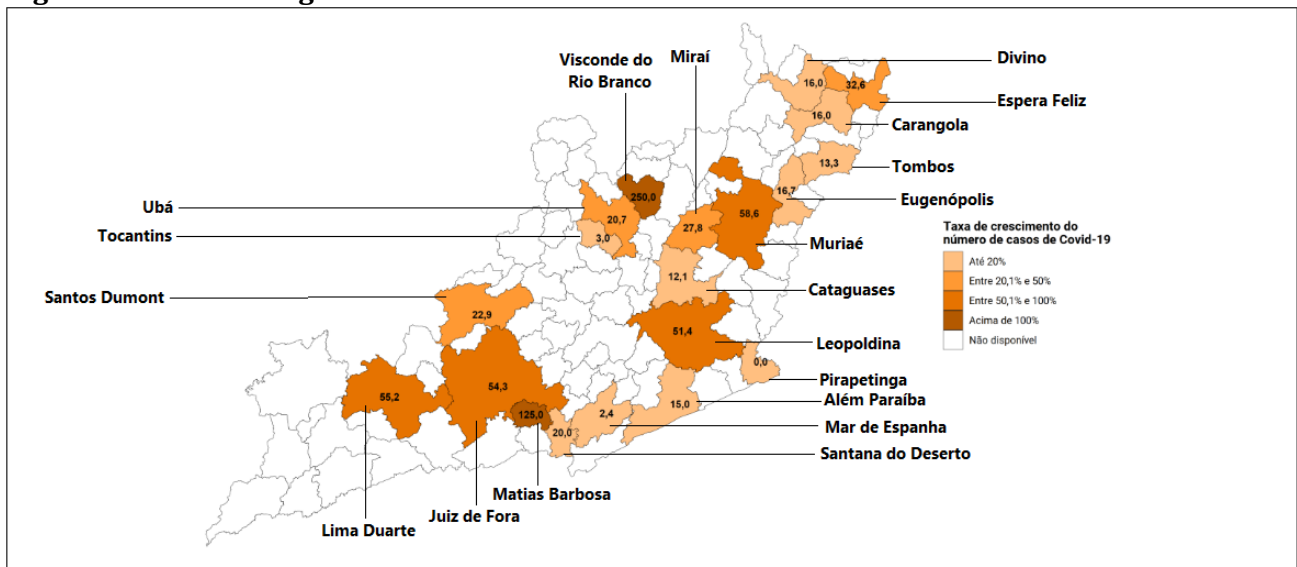 Visconde do
Rio Branco
Miraí
Divino
16,0
32,6
Espera Feliz
16,0
Carangola
13,3
Tombos
16,7
Eugenópolis
250,0
Ubá
20,7
27,8
58,6
Tocantins
3,0
Muriaé
Taxa de crescimento do
número de casos de Covid-19
Até 20%
Entre 20,1% e 50%
Entre 50,1% e 100%
Acima de 100%
Não disponível
12,1
Cataguases
Santos Dumont
22,9
51,4
Leopoldina
0,0
Pirapetinga
54,3
55,2
15,0
Além Paraíba
125,0
2,4
Mar de Espanha
20,0
Santana do Deserto
Matias Barbosa
Juiz de Fora
Lima Duarte